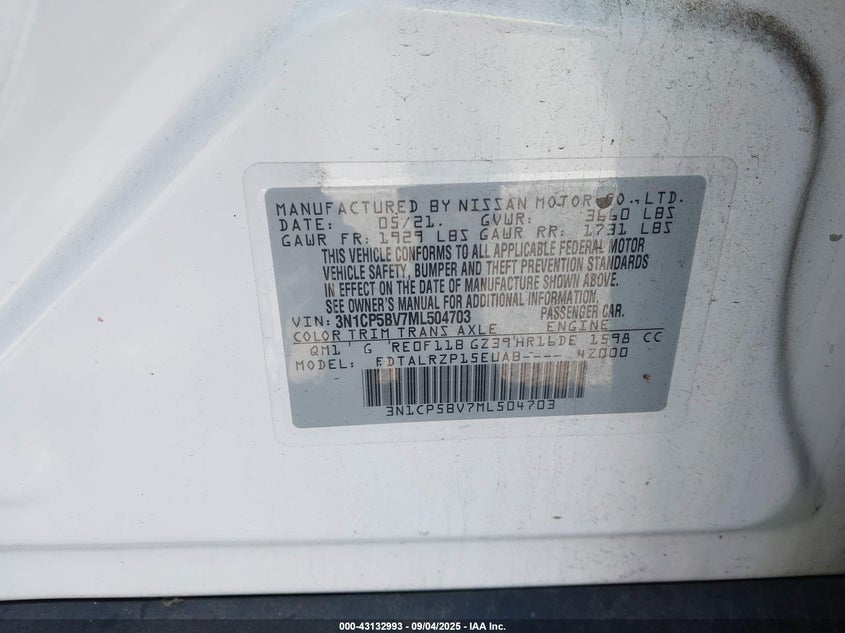 MANUFACTURED BY NISSAN MOTOR CO., LTD.
DATE: 05/21. GVWR: 3660 LBS
GAWR FR: 1929 LBS GAWR RR: 1731 LBS
THIS VEHICLE CONFORMS TO ALL APPLICABLE FEDERAL MOTOR
VEHICLE SAFETY, BUMPER AND THEFT PREVENTION STANDARDS
IN EFFECT ON THE DATE OF MANUFACTURE SHOWN ABOVE.
SEE OWNER'S MANUAL FOR ADDITIONAL INFORMATION.
VIN: 3N1CP5BV7ML504703 PASSENGER CAR.
COLOR TRIM TRANS AXLE ENGINE
QM1 G RE0F11B GZ39 HR16DE 1598 CC
MODEL: FDTALRZP15EUAB---- 4Z000
3N1CP5BV7ML504703
000-43132993 - 09/04/2025 - IAA Inc.